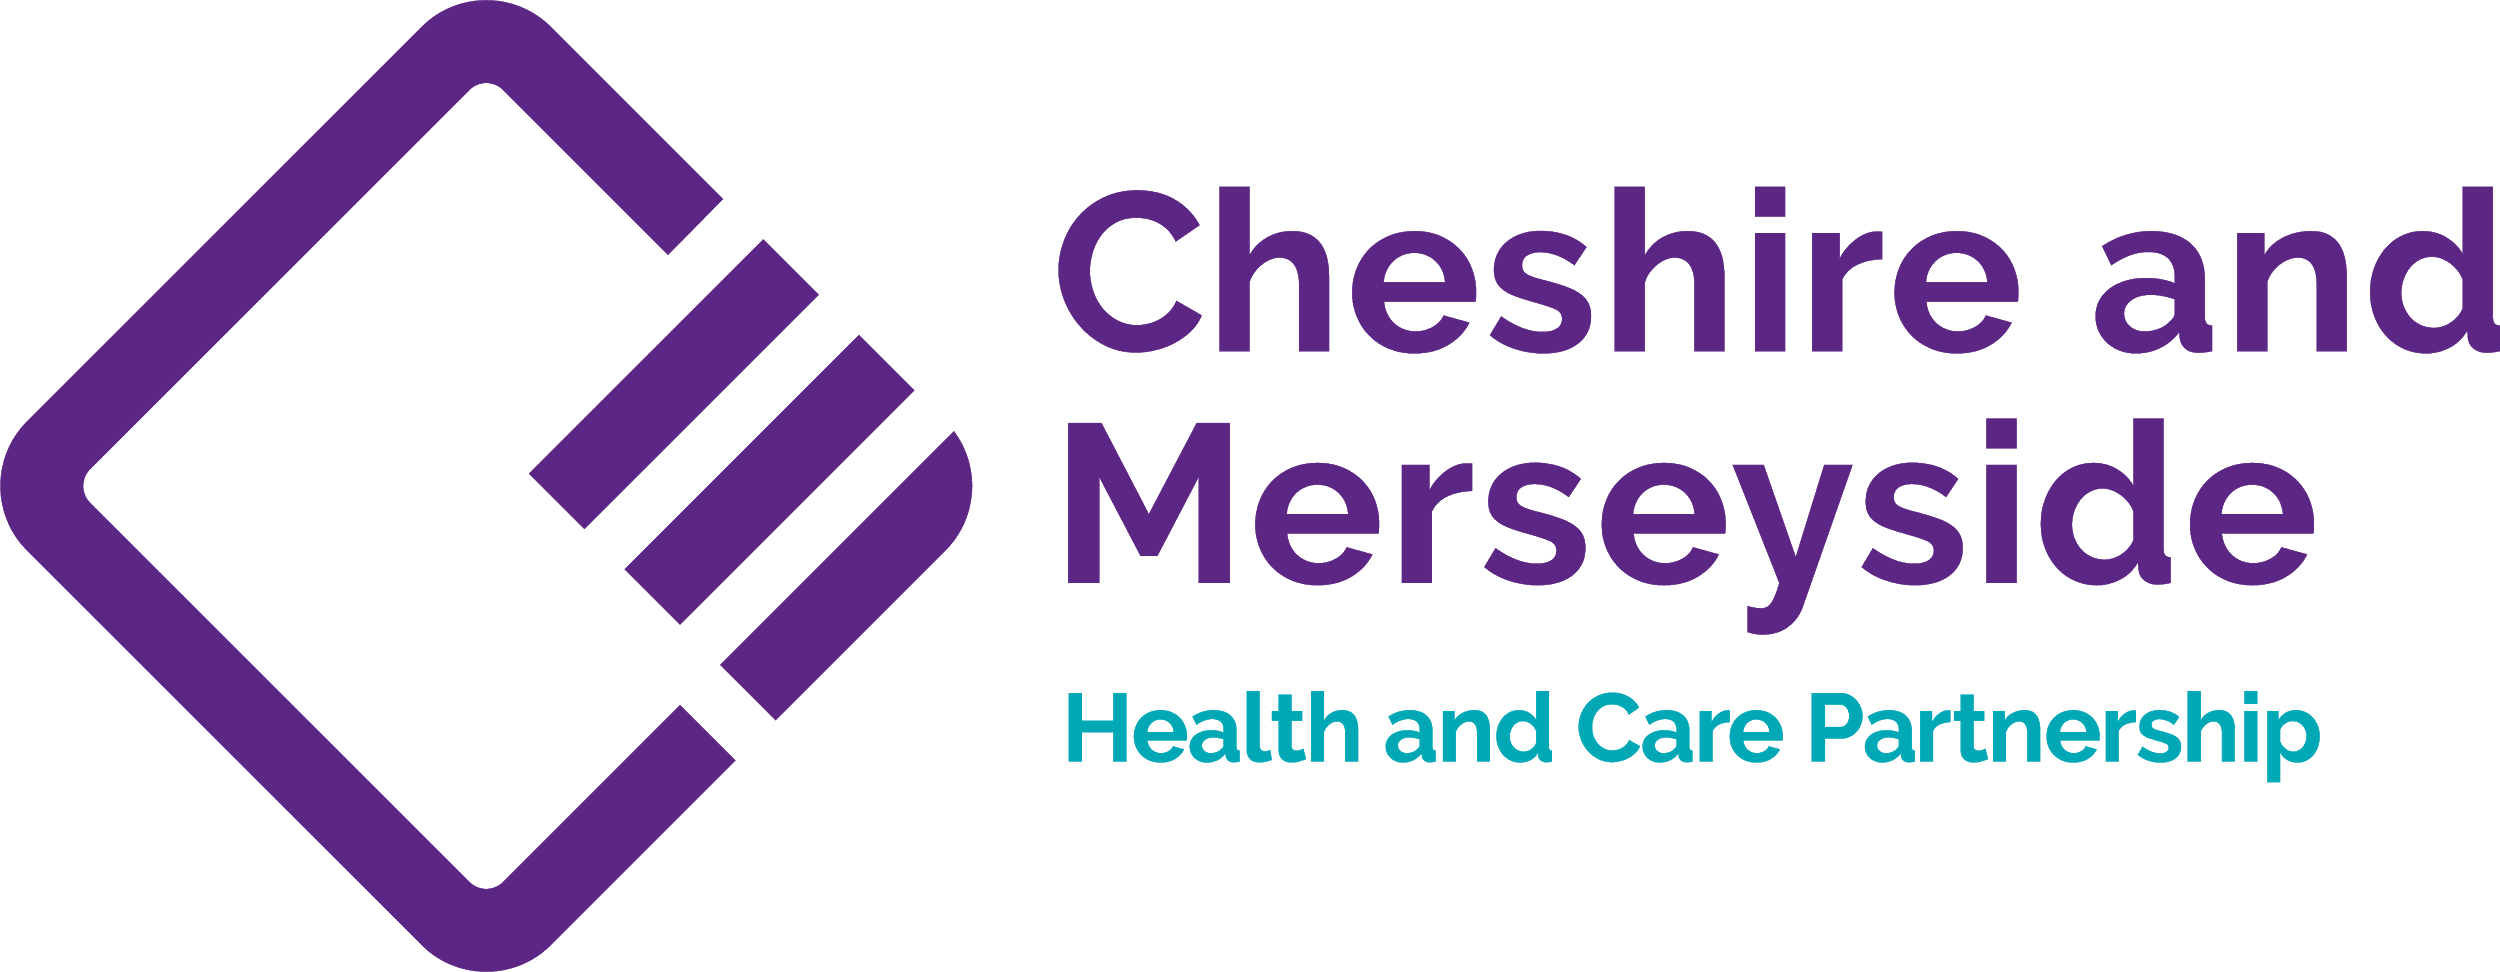 Cheshire and
Merseyside
Health and Care Partnership